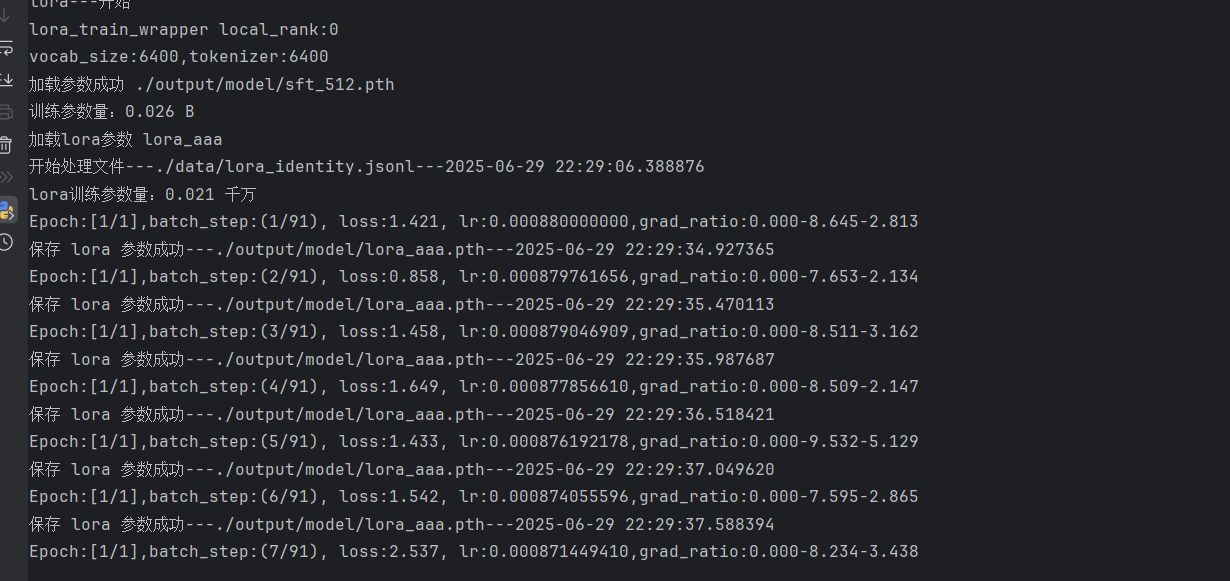 lora---开始
lora_train_wrapper local_rank:0
vocab_size:6400,tokenizer:6400
加载参数成功 ./output/model/sft_512.pth
训练参数量：0.026 B
加载lora参数 lora_aaa
开始处理文件---./data/lora_identity.jsonl---2025-06-29 22:29:06.388876
lora训练参数量：0.021 千万
Epoch:[1/1],batch_step:(1/91), loss:1.421, lr:0.000880000000,grad_ratio:0.000-8.645-2.813
保存 lora 参数成功---./output/model/lora_aaa.pth---2025-06-29 22:29:34.927365
Epoch:[1/1],batch_step:(2/91), loss:0.858, lr:0.000879761656,grad_ratio:0.000-7.653-2.134
保存 lora 参数成功---./output/model/lora_aaa.pth---2025-06-29 22:29:35.470113
Epoch:[1/1],batch_step:(3/91), loss:1.458, lr:0.000879046909,grad_ratio:0.000-8.511-3.162
保存 lora 参数成功---./output/model/lora_aaa.pth---2025-06-29 22:29:35.987687
Epoch:[1/1],batch_step:(4/91), loss:1.649, lr:0.000877856610,grad_ratio:0.000-8.509-2.147
保存 lora 参数成功---./output/model/lora_aaa.pth---2025-06-29 22:29:36.518421
Epoch:[1/1],batch_step:(5/91), loss:1.433, lr:0.000876192178,grad_ratio:0.000-9.532-5.129
保存 lora 参数成功---./output/model/lora_aaa.pth---2025-06-29 22:29:37.049620
Epoch:[1/1],batch_step:(6/91), loss:1.542, lr:0.000874055596,grad_ratio:0.000-7.595-2.865
保存 lora 参数成功---./output/model/lora_aaa.pth---2025-06-29 22:29:37.588394
Epoch:[1/1],batch_step:(7/91), loss:2.537, lr:0.000871449410,grad_ratio:0.000-8.234-3.438